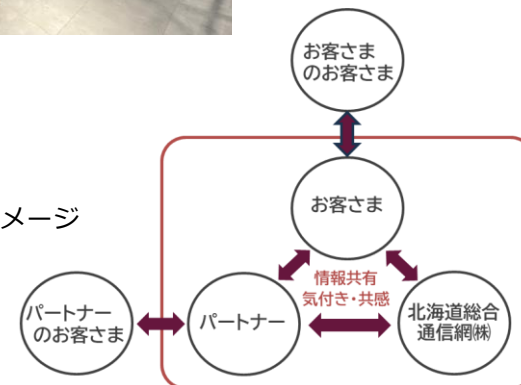 お客さま
のお客さま
お客さま
メージ
情報共有
気付き・共感
パートナー
のお客さま
パートナー
北海道総合
通信網㈱